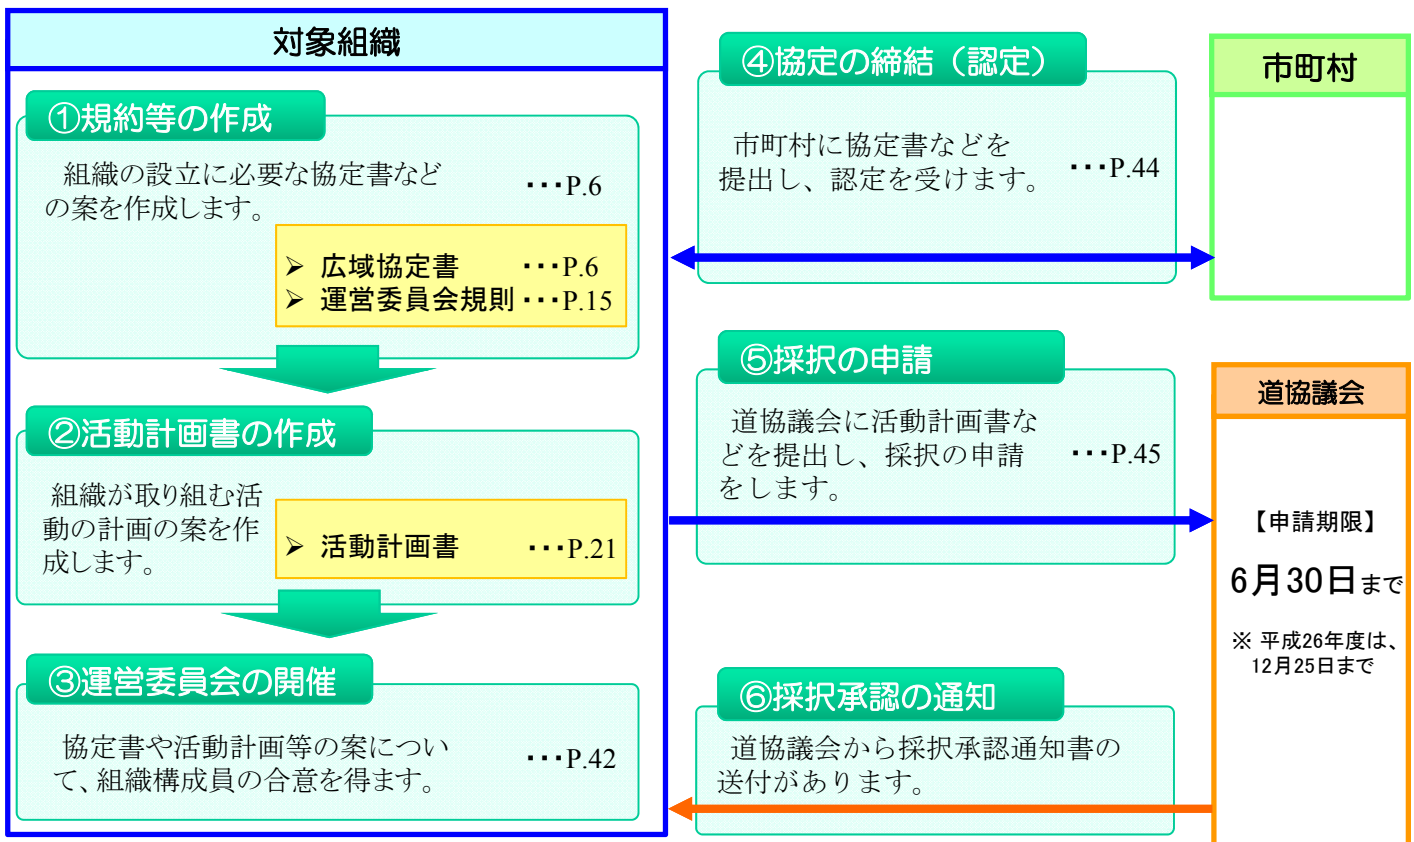 対象組織
①規約等の作成
組織の設立に必要な協定書など
の案を作成します。
･･･P.6
➢ 広域協定書 ･･･P.6
➢ 運営委員会規則 ･･･P.15
②活動計画書の作成
組織が取り組む活
動の計画の案を作
成します。
➢ 活動計画書 ･･･P.21
③運営委員会の開催
協定書や活動計画等の案につい
て、組織構成員の合意を得ます。
･･･P.42
④協定の締結（認定）
市町村に協定書などを
提出し、認定を受けます。
･･･P.44
市町村
⑤採択の申請
道協議会に活動計画書な
どを提出し、採択の申請
をします。
･･･P.45
道協議会
【申請期限】
6月30日まで
※ 平成26年度は、
12月25日まで
⑥採択承認の通知
道協議会から採択承認通知書の
送付があります。